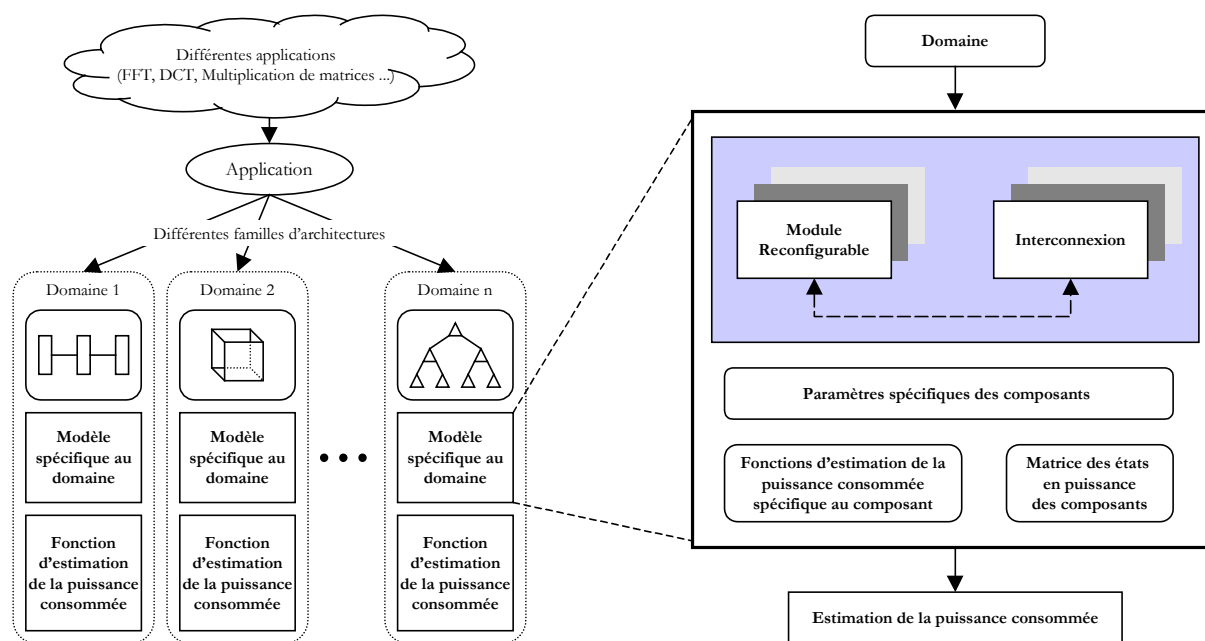 Différentes applications
(FFT, DCT, Multiplication de matrices ...)
Application
Différentes familles d'architectures
Domaine 1
Modèle
spécifique au
domaine
Fonction
d'estimation
de la puissance
consommée
Domaine 2
Modèle
spécifique au
domaine
Fonction
d'estimation
de la puissance
consommée
Domaine n
Modèle
spécifique au
domaine
Fonction
d'estimation
de la puissance
consommée
Domaine
Module
Reconfigurable
Interconnexion
Paramètres spécifiques des composants
Fonctions d'estimation de la
puissance consommée
spécifique au composant
Matrice des états
en puissance
des composants
Estimation de la puissance consommée